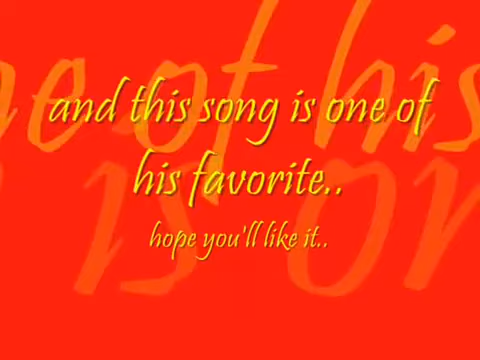 and this song is one of
his favorite..
hope you'll like it..